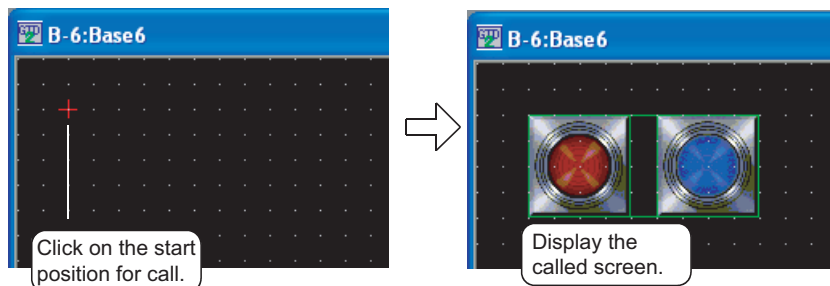 B-6:Base6
Click on the start
position for call.
B-6:Base6
Display the
called screen.